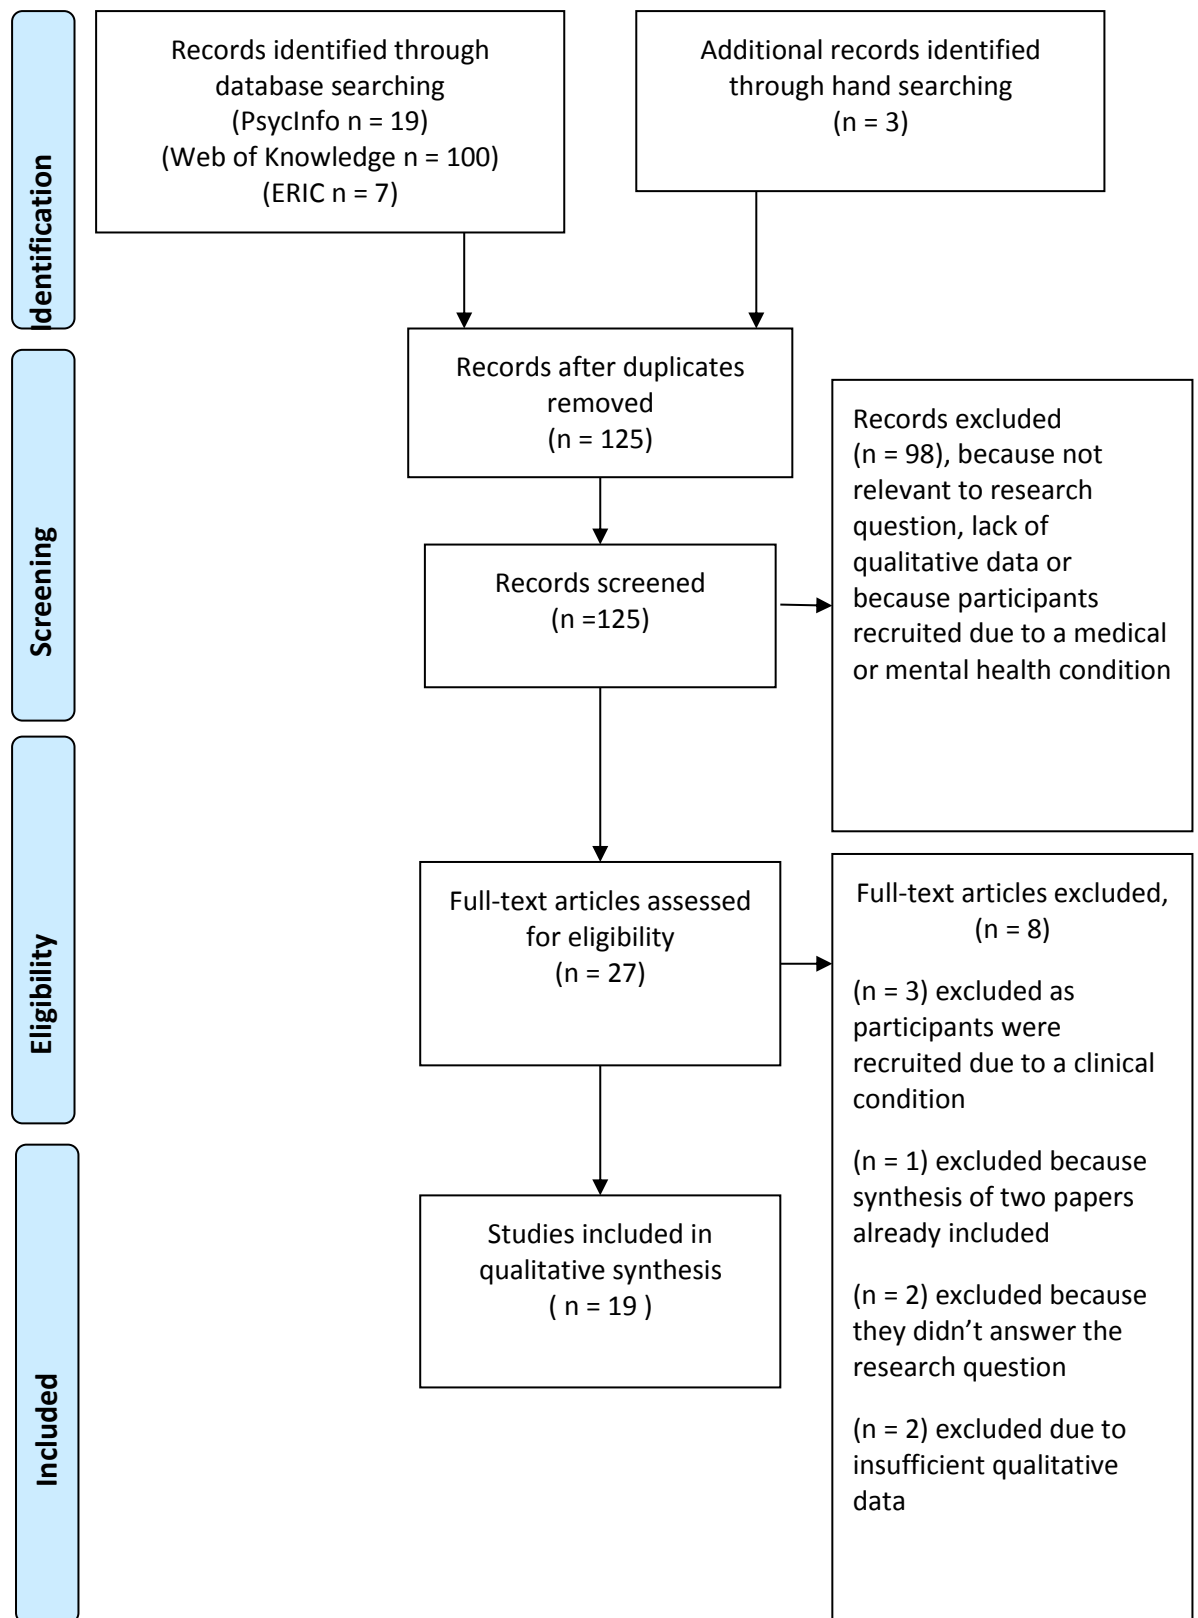 Identification
Records identified through
database searching
(PsycInfo n = 19)
(Web of Knowledge n = 100)
(ERIC n = 7)
Additional records identified
through hand searching
(n = 3)
Records after duplicates
removed
(n = 125)
Screening
Records screened
(n =125)
Records excluded
(n = 98), because not
relevant to research
question, lack of
qualitative data or
because participants
recruited due to a medical
or mental health condition
Eligibility
Full-text articles assessed
for eligibility
(n = 27)
Full-text articles excluded,
(n = 8)
(n = 3) excluded as
participants were
recruited due to a clinical
condition
(n = 1) excluded because
synthesis of two papers
already included
(n = 2) excluded because
they didn’t answer the
research question
(n = 2) excluded due to
insufficient qualitative
data
Included
Studies included in
qualitative synthesis
( n = 19 )